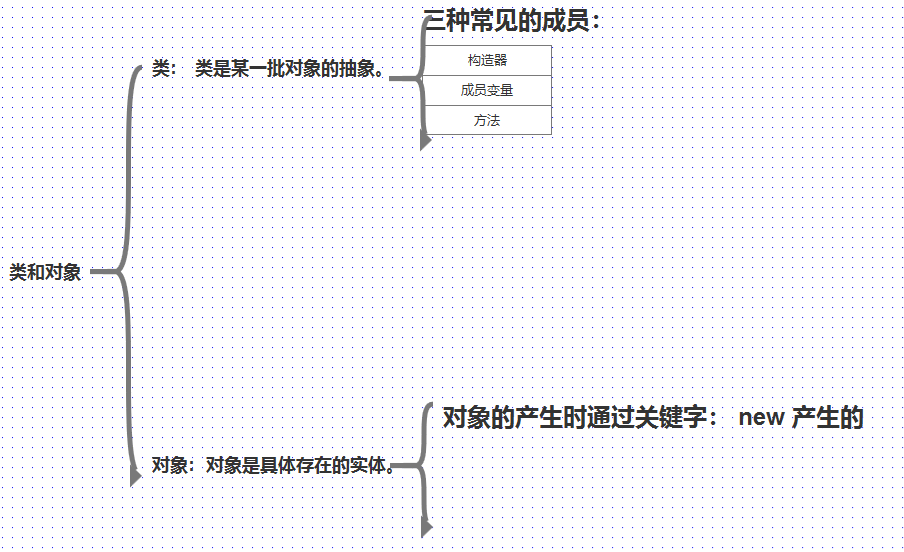 三种常见的成员：
类： 类是某一批对象的抽象。
构造器
成员变量
方法
类和对象
对象的产生时通过关键字： new 产生的
对象：对象是具体存在的实体。